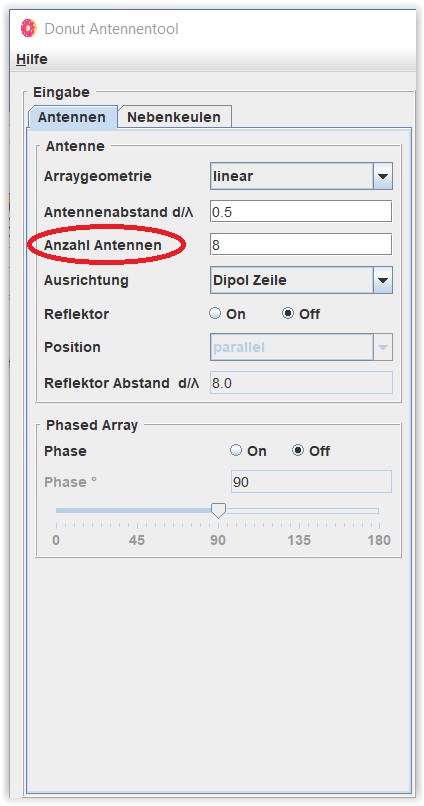 Donut Antennentool
Hilfe
Eingabe
Antennen Nebenkeulen
Antenne
Arraygeometrie linear
Antennenabstand d/λ 0.5
Anzahl Antennen 8
Ausrichtung Dipol Zeile
Reflektor On Off
Position parallel
Reflektor Abstand d/λ 8.0
Phased Array
Phase On Off
Phase ° 90
0 45 90 135 180